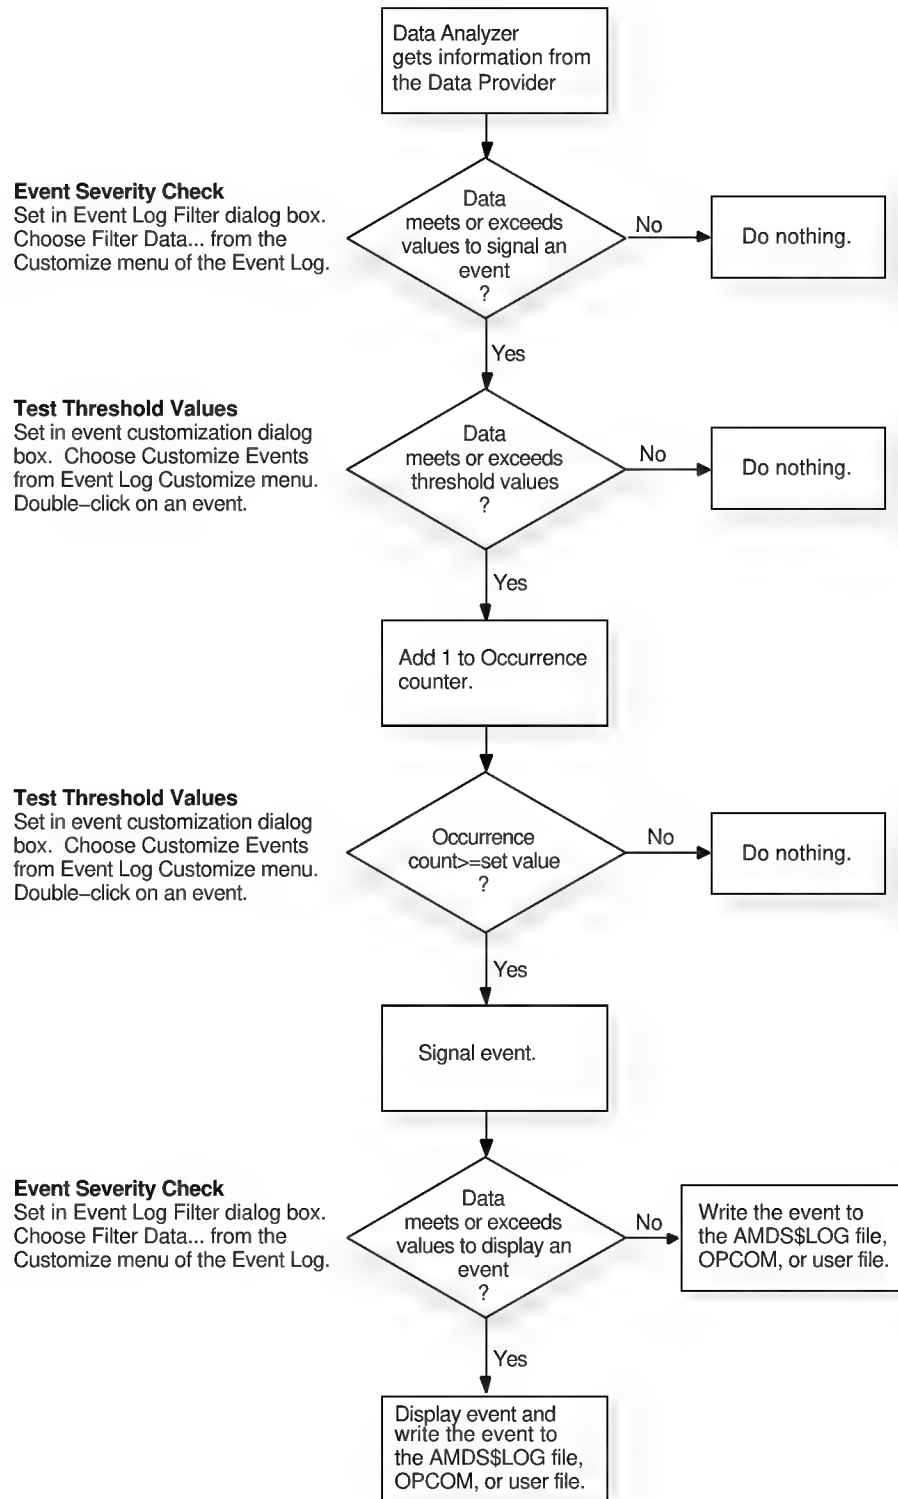 Data Analyzer
gets information from
the Data Provider
Event Severity Check
Set in Event Log Filter dialog box.
Choose Filter Data... from the
Customize menu of the Event Log.
Data
meets or exceeds
values to signal an
event
?
No
Do nothing.
Yes
Test Threshold Values
Set in event customization dialog
box. Choose Customize Events
from Event Log Customize menu.
Double–click on an event.
Data
meets or exceeds
threshold values
?
No
Do nothing.
Yes
Add 1 to Occurrence
counter.
Test Threshold Values
Set in event customization dialog
box. Choose Customize Events
from Event Log Customize menu.
Double–click on an event.
Occurrence
count>=set value
?
No
Do nothing.
Yes
Signal event.
Event Severity Check
Set in Event Log Filter dialog box.
Choose Filter Data... from the
Customize menu of the Event Log.
Data
meets or exceeds
values to display an
event
?
No
Write the event to
the AMDS$LOG file,
OPCOM, or user file.
Yes
Display event and
write the event to
the AMDS$LOG file,
OPCOM, or user file.